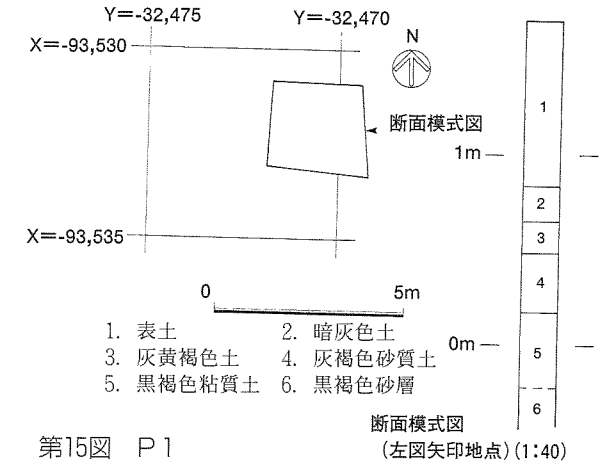 Y＝-32,475
Y＝-32,470
X＝-93,530
N
断面模式図
X＝-93,535
0
5m
1. 表土
2. 暗灰色土
3. 灰黄褐色土
4. 灰褐色砂質土
5. 黒褐色粘質土
6. 黒褐色砂層
第15図 P1
1
1m
2
3
4
0m
5
6
断面模式図
(左図矢印地点)(1:40)